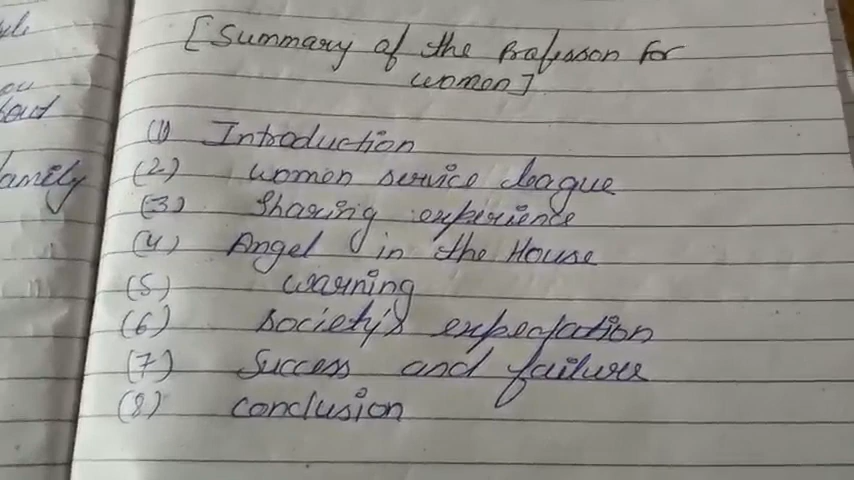 [Summary of the Profession For
women]
(1) Introduction
(2) women service league
(3) Sharing experience
(4) Angel in the House
(5) warning
(6) society's expectation
(7) Success and failure
(8) conclusion
amily